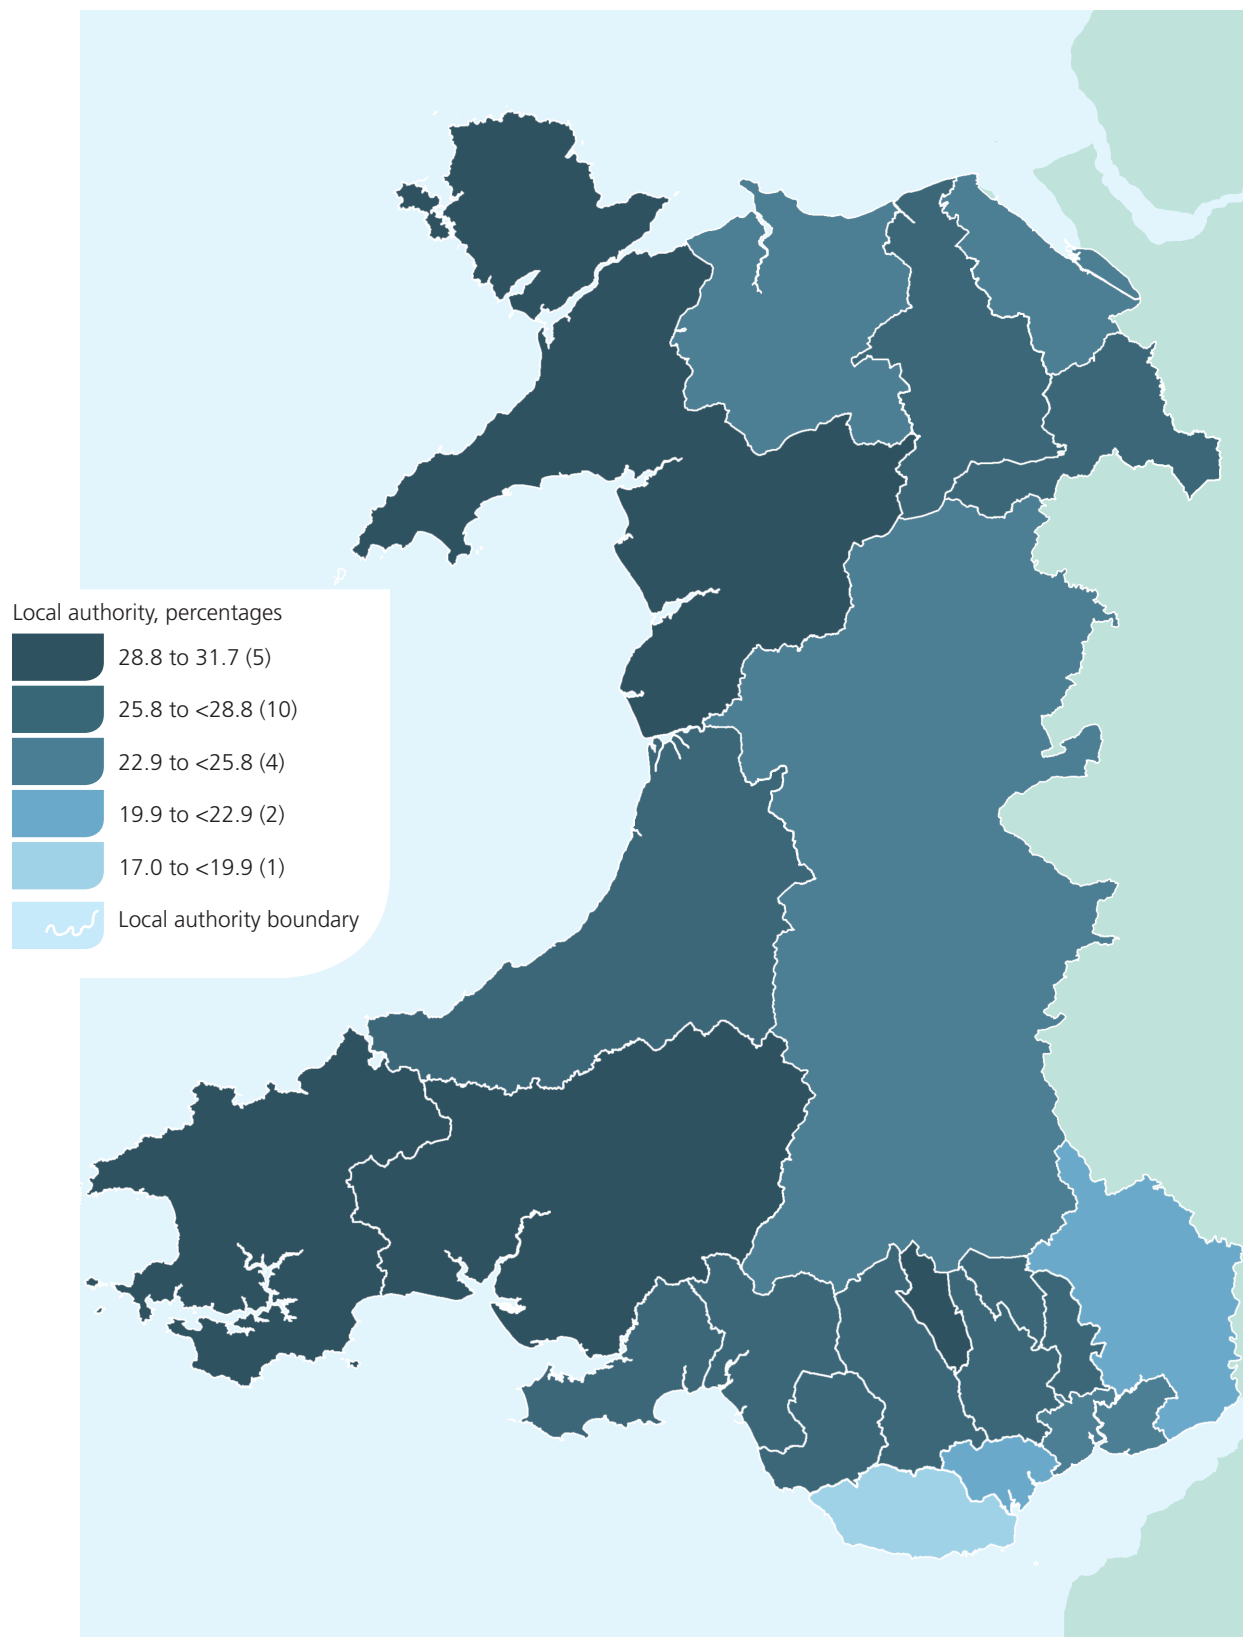 Local authority, percentages
28.8 to 31.7 (5)
25.8 to <28.8 (10)
22.9 to <25.8 (4)
19.9 to <22.9 (2)
17.0 to <19.9 (1)
Local authority boundary